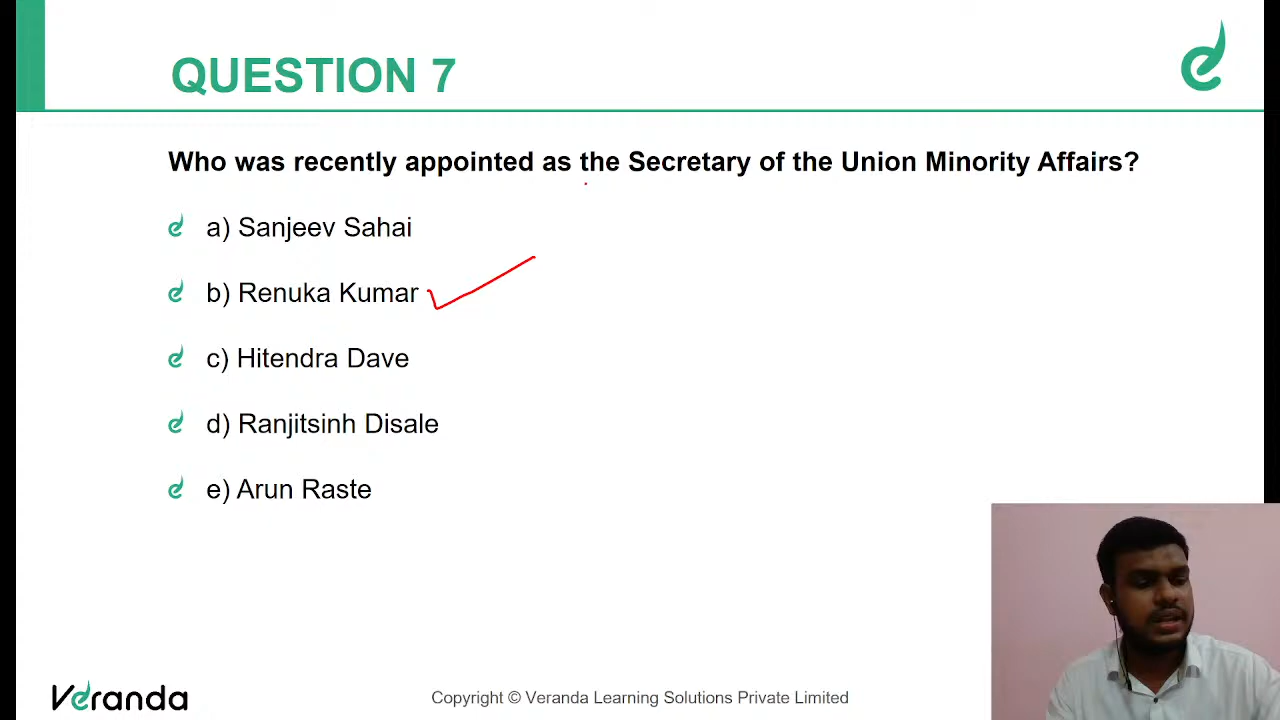 QUESTION 7
Who was recently appointed as the Secretary of the Union Minority Affairs?
a) Sanjeev Sahai
b) Renuka Kumar
c) Hitendra Dave
d) Ranjitsinh Disale
e) Arun Raste
Veranda
Copyright © Veranda Learning Solutions Private Limited